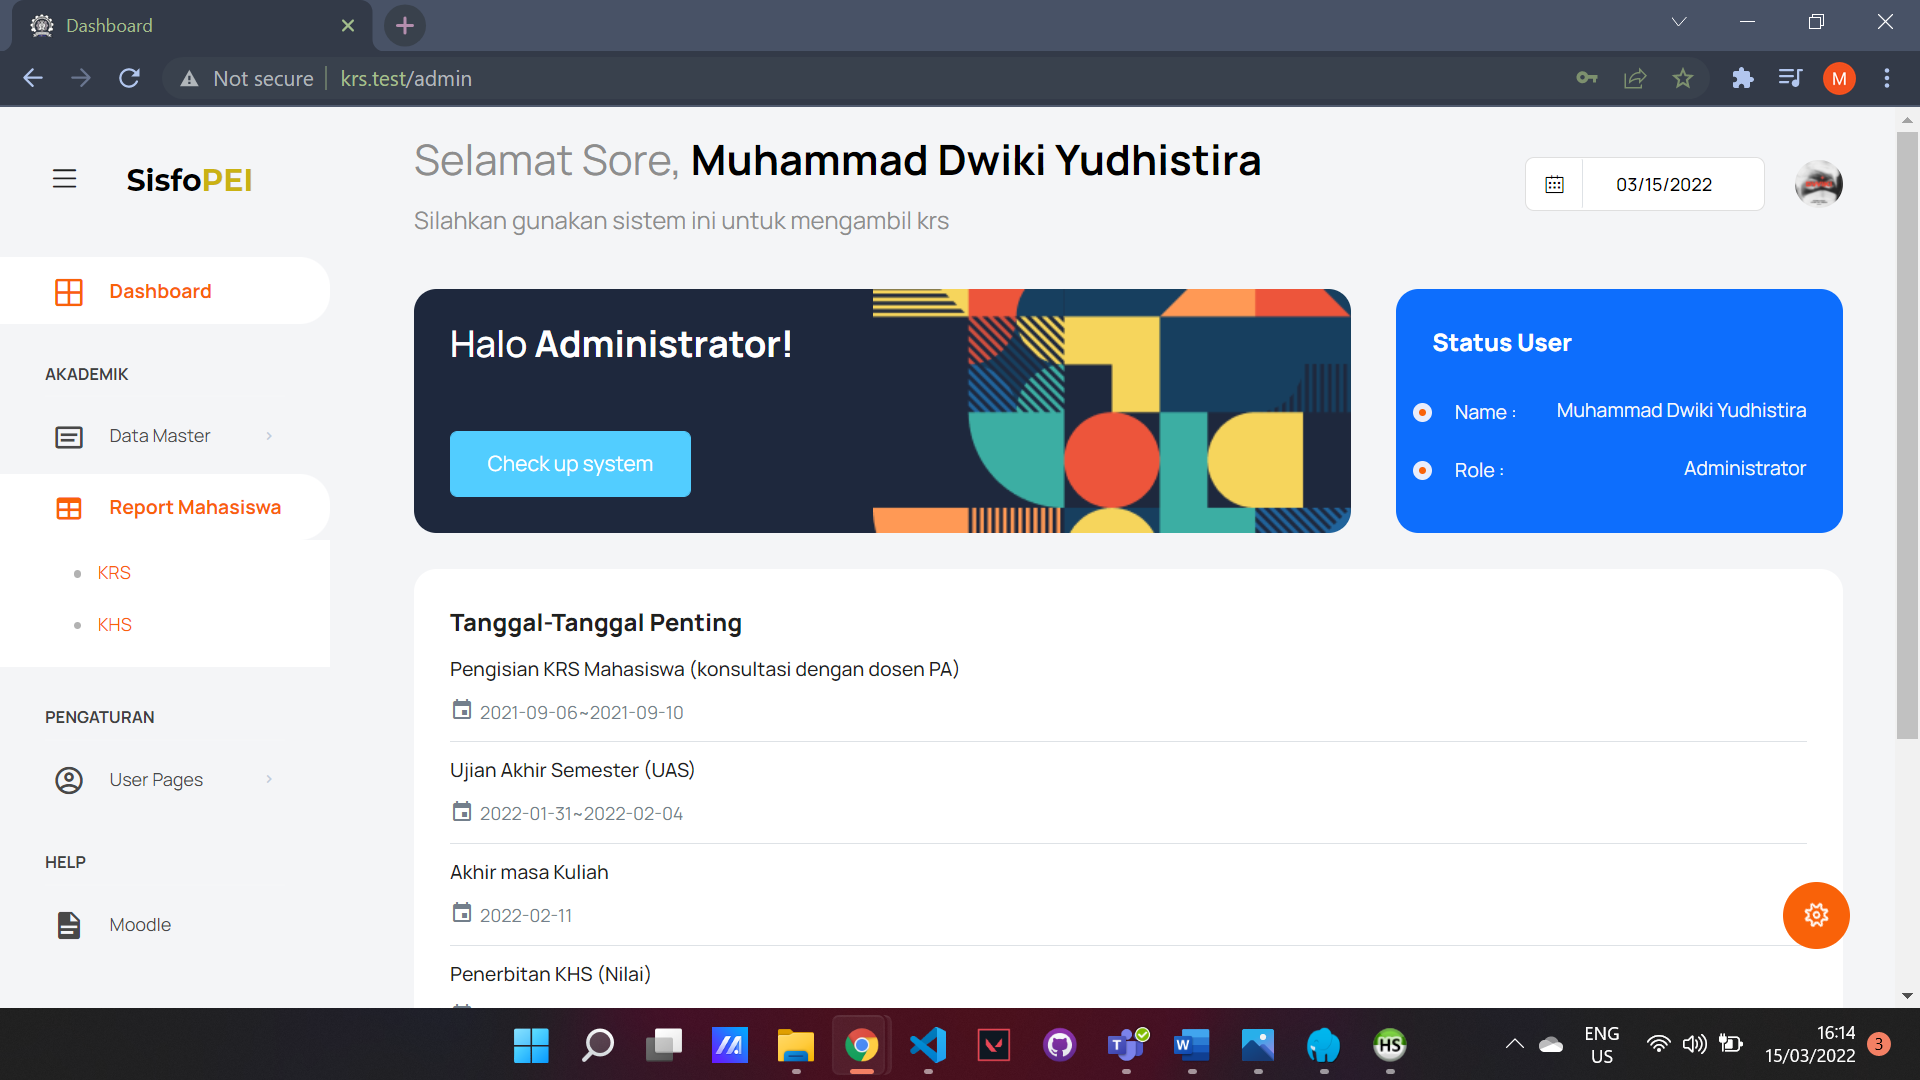 Dashboard
Not secure
krs.test/admin
M
SisfoPEI
Selamat Sore, Muhammad Dwiki Yudhistira
Silahkan gunakan sistem ini untuk mengambil krs
03/15/2022
Dashboard
AKADEMIK
Data Master
Report Mahasiswa
KRS
KHS
PENGATURAN
User Pages
HELP
Moodle
Halo Administrator!
Check up system
Status User
Name : Muhammad Dwiki Yudhistira
Role : Administrator
Tanggal-Tanggal Penting
Pengisian KRS Mahasiswa (konsultasi dengan dosen PA)
2021-09-06~2021-09-10
Ujian Akhir Semester (UAS)
2022-01-31~2022-02-04
Akhir masa Kuliah
2022-02-11
Penerbitan KHS (Nilai)
T
W
HS
ENG
US
16:14
15/03/2022
3